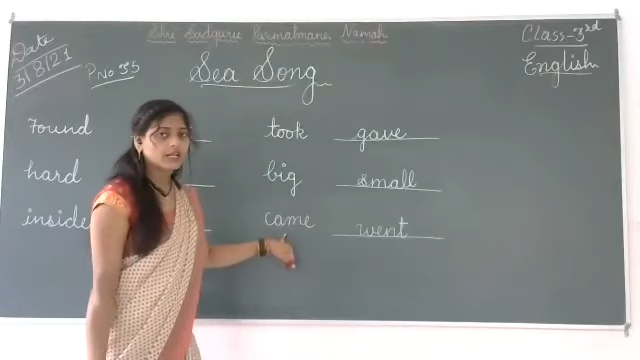 Shri Sadguru Parmatmane Namah
Date 3/8/21
P.No 35
Class-3rd
English
Sea Song
Found took gave
hard big small
inside came went